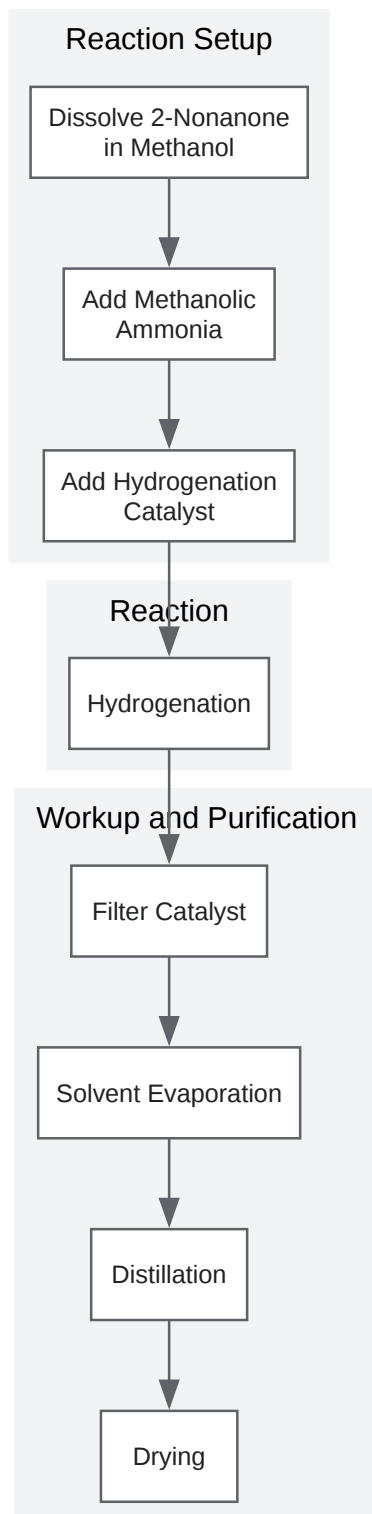 Reaction Setup
Dissolve 2-Nonanone
in Methanol
Add Methanolic
Ammonia
Add Hydrogenation
Catalyst
Reaction
Hydrogenation
Workup and Purification
Filter Catalyst
Solvent Evaporation
Distillation
Drying